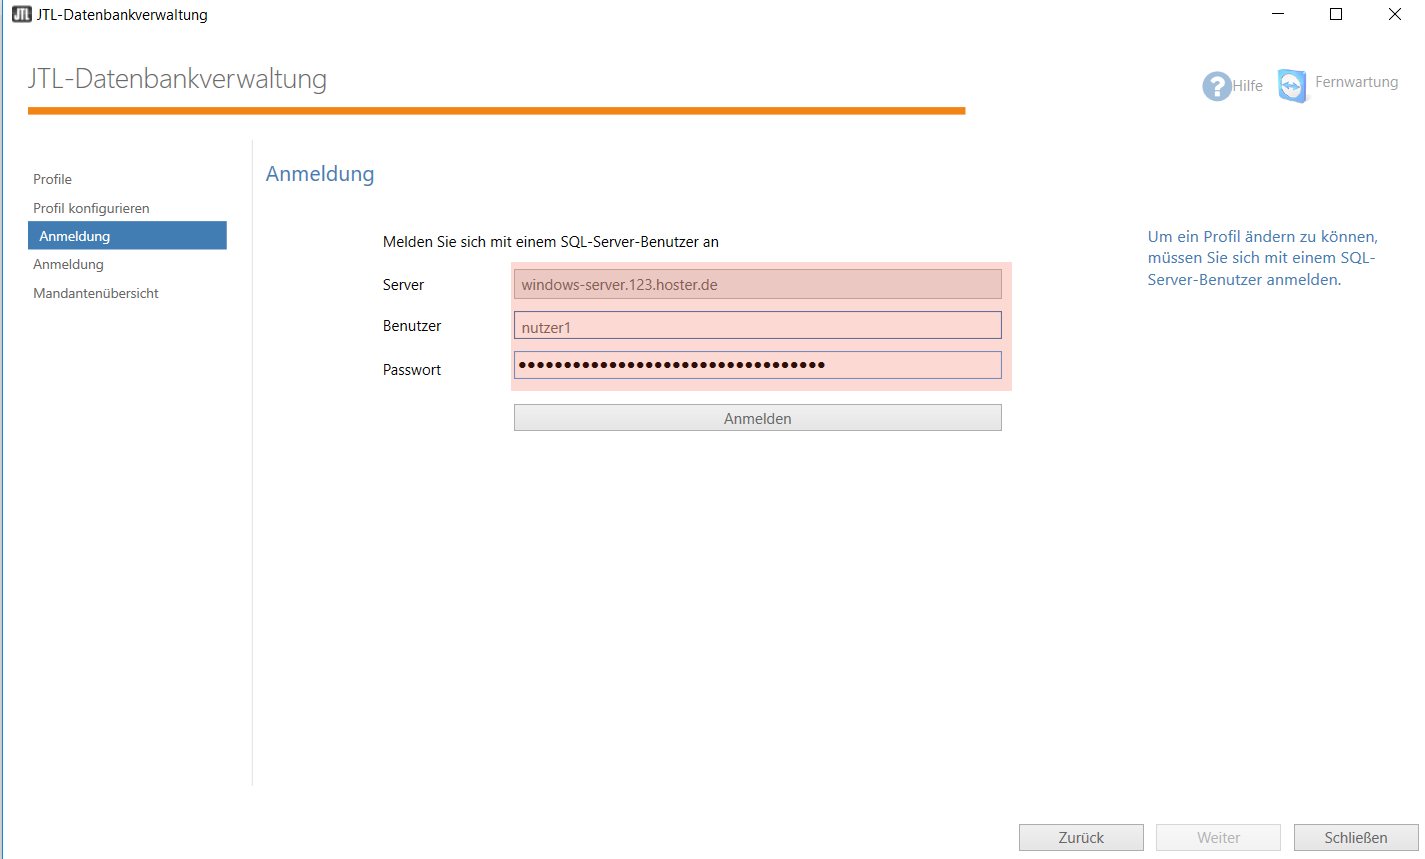 JTL JTL-Datenbankverwaltung
JTL-Datenbankverwaltung
? Hilfe
Fernwartung
Profile
Profil konfigurieren
Anmeldung
Anmeldung
Mandantenübersicht
Anmeldung
Melden Sie sich mit einem SQL-Server-Benutzer an
Server windows-server.123.hoster.de
Benutzer nutzer1
Passwort ●●●●●●●●●●●●●●●●●●●●●●●●●●●●●●●●●●
Anmelden
Um ein Profil ändern zu können,
müssen Sie sich mit einem SQL-
Server-Benutzer anmelden.
Zurück Weiter Schließen